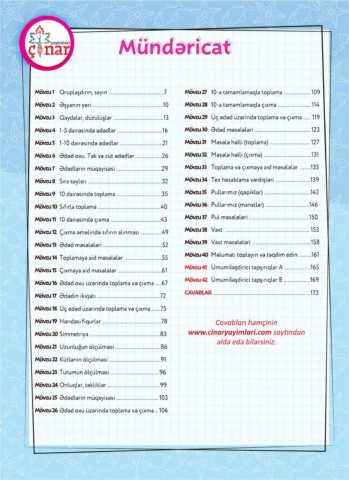 yayınları
çinar
Mündəricat
Mövzu 1 Qruplaşdırın, sayın 7
Mövzu 2 Əşyanın yeri 10
Mövzu 3 Qaydalar, düzülüşlər 13
Mövzu 4 1-5 dairəsində ədədlər 16
Mövzu 5 1-10 dairəsində ədədlər 21
Mövzu 6 Ədəd oxu. Tək və cüt ədədlər 26
Mövzu 7 Ədədlərin müqayisəsi 29
Mövzu 8 Sıra sayları 32
Mövzu 9 10 dairəsində toplama 35
Mövzu 10 Sıfırla toplama 40
Mövzu 11 10 dairəsində çıxma 43
Mövzu 12 Çıxma əməlində sıfırın alınması 49
Mövzu 13 Ədəd məsələləri 52
Mövzu 14 Toplamaya aid məsələlər 55
Mövzu 15 Çıxmaya aid məsələlər 61
Mövzu 16 Ədəd oxu üzərində toplama və çıxma 67
Mövzu 17 Ədədin ikiqatı 72
Mövzu 18 Üç ədəd üzərində toplama və çıxma 75
Mövzu 19 Həndəsi fiqurlar 78
Mövzu 20 Simmetriya 83
Mövzu 21 Uzunluğun ölçülməsi 86
Mövzu 22 Kütlənin ölçülməsi 91
Mövzu 23 Tutumun ölçülməsi 96
Mövzu 24 Onluqlar, təkliklər 99
Mövzu 25 Ədədlərin müqayisəsi 103
Mövzu 26 Ədəd oxu üzərində toplama və çıxma 106
Mövzu 27 10-a tamamlamaqla toplama 109
Mövzu 28 10-a tamamlamaqla çıxma 114
Mövzu 29 Üç ədəd üzərində toplama və çıxma 119
Mövzu 30 Ədəd məsələləri 123
Mövzu 31 Məsələ həlli (toplama) 127
Mövzu 32 Məsələ həlli (çıxma) 131
Mövzu 33 Toplama və çıxmaya aid məsələlər 135
Mövzu 34 Tez hesablama vərdişləri 139
Mövzu 35 Pullarımız (qəpiklər) 142
Mövzu 36 Pullarımız (manatlar) 146
Mövzu 37 Pul məsələləri 150
Mövzu 38 Vaxt 153
Mövzu 39 Vaxt məsələləri 158
Mövzu 40 Məlumatı toplayın və təqdim edin 161
Mövzu 41 Ümumiləşdirici tapşırıqlar A 165
Mövzu 42 Ümumiləşdirici tapşırıqlar B 169
CAVABLAR 173
Cavabları həmçinin
www.cinaryayimlari.com saytından
əldə edə bilərsiniz.